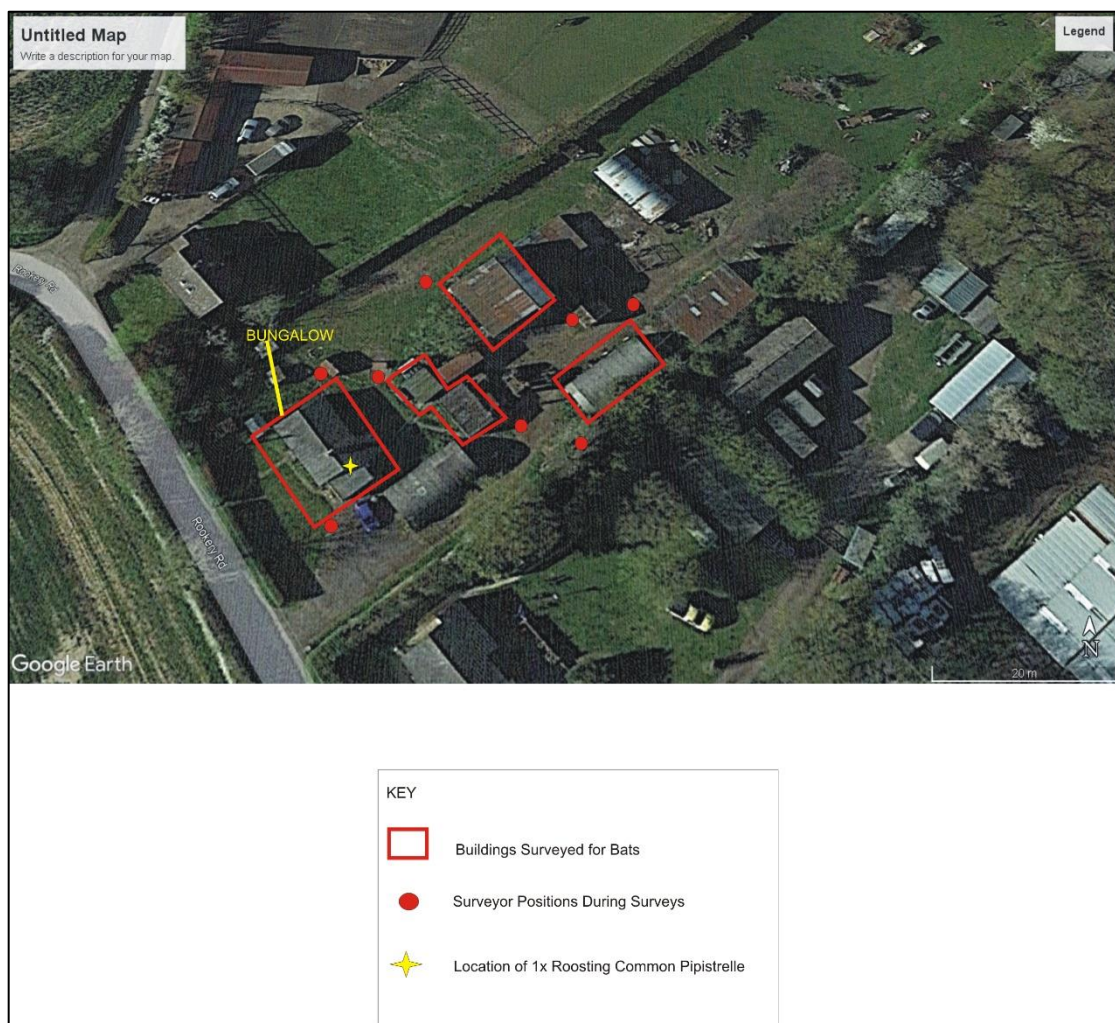 Untitled Map
Write a description for your map.
Legend
Rookery Rd
BUNGALOW
Rookery Rd
Google Earth
N
20 m
KEY
Buildings Surveyed for Bats
Surveyor Positions During Surveys
Location of 1x Roosting Common Pipistrelle